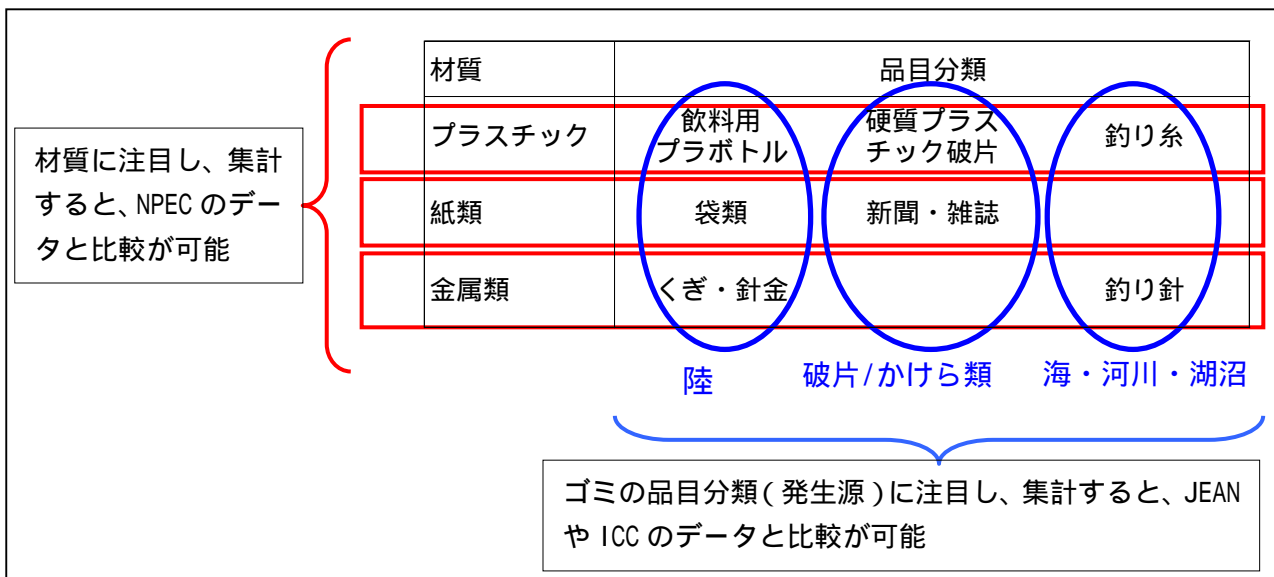 材質 品目分類
プラスチック 飲料用 硬質プラス 釣り糸
プラボトル チック破片
紙類 袋類 新聞・雑誌
金属類 くぎ・針金 釣り針
材質に注目し、集計
すると、NPEC のデー
タと比較が可能
陸 破片/かけら類 海・河川・湖沼
ゴミの品目分類(発生源)に注目し、集計すると、JEAN
や ICC のデータと比較が可能